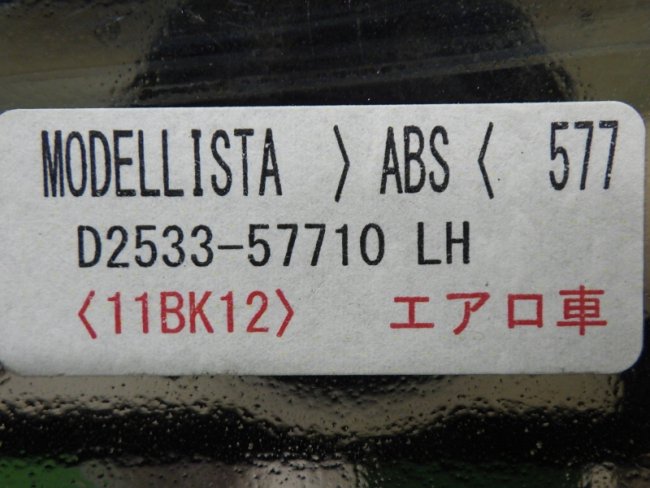 MODELLISTA 〉ABS〈 577
D2533-57710 LH
〈11BK12〉 エアロ車